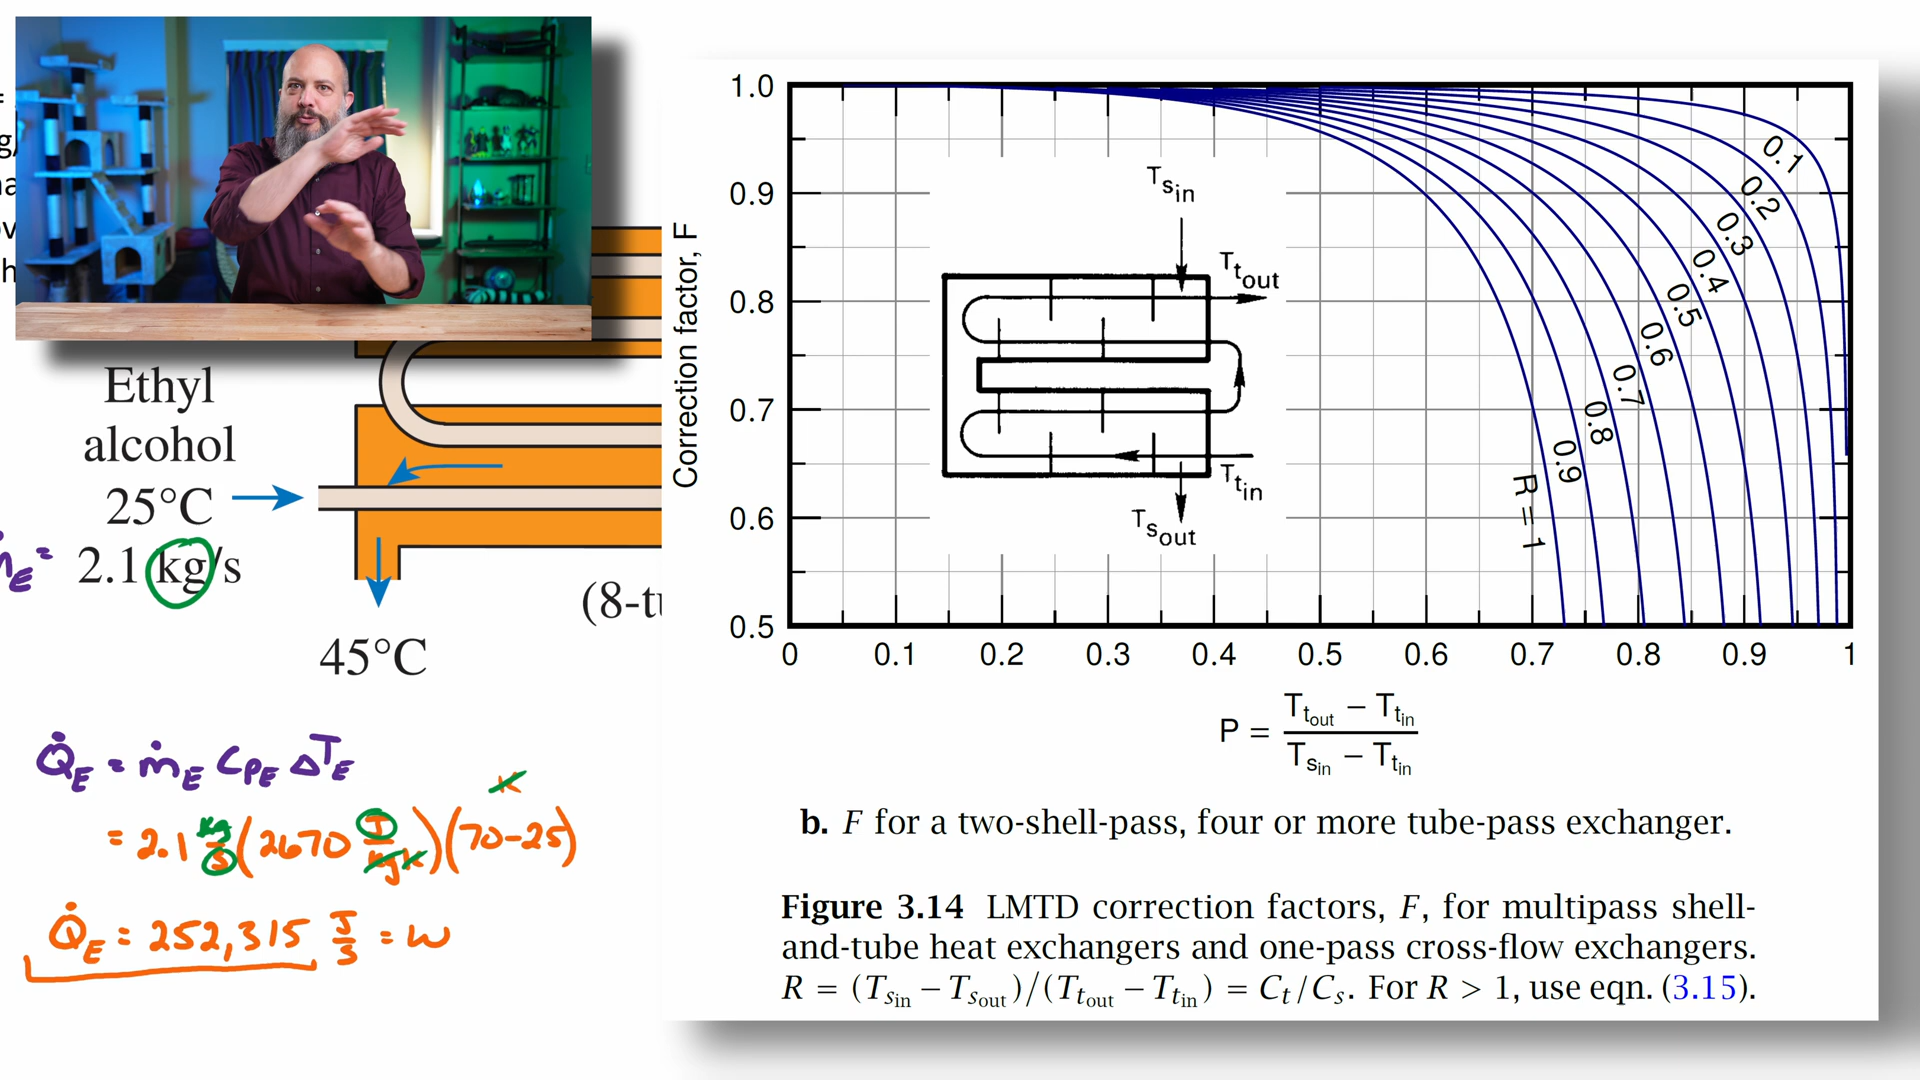 g/
Ethyl
alcohol
25°C
ṁE = 2.1 kg/s
45°C
(8-tu
Q̇E = ṁE CPE ΔTE
= 2.1 kg/s (2670 J/kgK)(70-25) K
Q̇E = 252,315 J/s = W
Correction factor, F
1.0
0.9
0.8
0.7
0.6
0.5
0 0.1 0.2 0.3 0.4 0.5 0.6 0.7 0.8 0.9 1
Tsin
Ttout
Ttin
Tsout
0.1
0.2
0.3
0.4
0.5
0.6
0.7
0.8
0.9
R = 1
P = (Ttout − Ttin) / (Tsin − Ttin)
b. F for a two-shell-pass, four or more tube-pass exchanger.
Figure 3.14 LMTD correction factors, F, for multipass shell-
and-tube heat exchangers and one-pass cross-flow exchangers.
R = (Tsin − Tsout)/(Ttout − Ttin) = Ct/Cs. For R > 1, use eqn. (3.15).